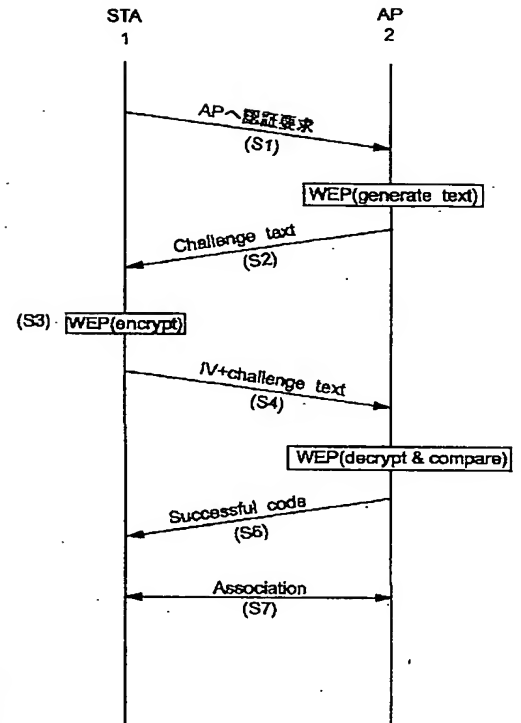 STA
1
AP
2
APへ認証要求
(S1)
WEP(generate text)
Challenge text
(S2)
(S3)
WEP(encrypt)
IV+challenge text
(S4)
WEP(decrypt & compare)
Successful code
(S6)
Association
(S7)